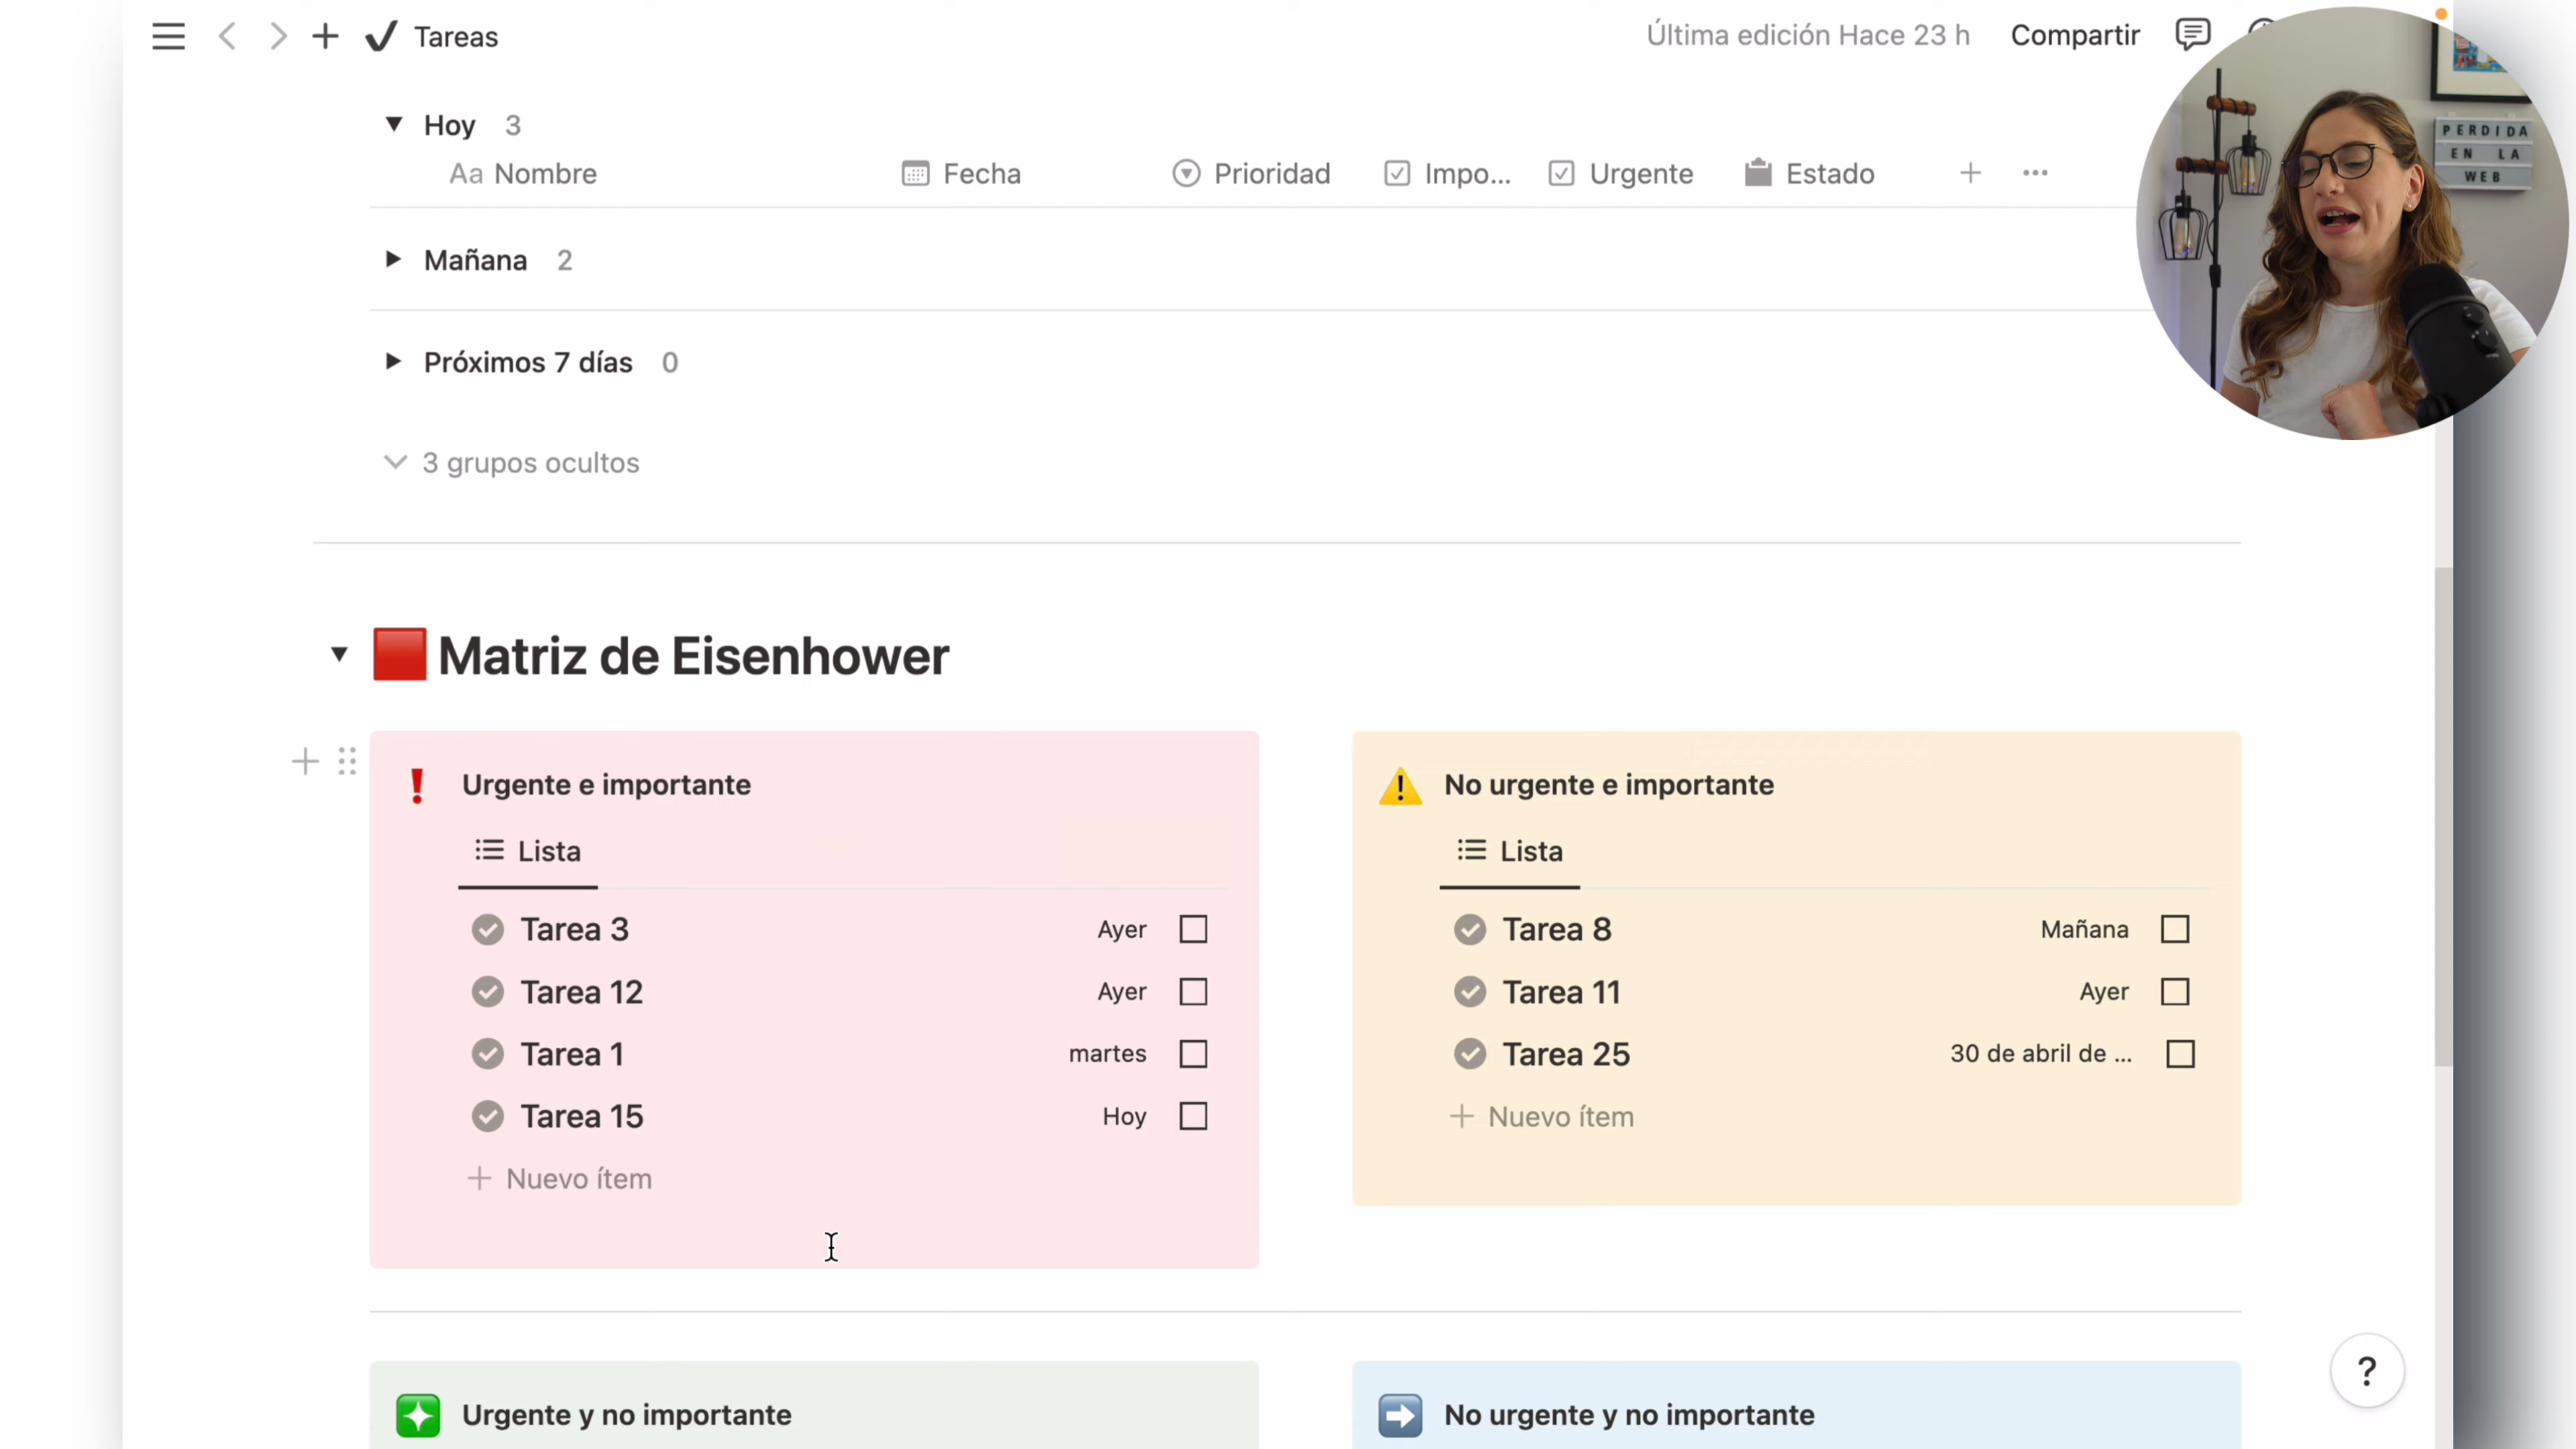 Tareas
Última edición Hace 23 h
Compartir
Hoy 3
Aa Nombre
Fecha
Prioridad
Impo...
Urgente
Estado
Mañana 2
Próximos 7 días 0
3 grupos ocultos
PERDIDA
EN LA
WEB
Matriz de Eisenhower
Urgente e importante
Lista
Tarea 3 Ayer
Tarea 12 Ayer
Tarea 1 martes
Tarea 15 Hoy
Nuevo ítem
No urgente e importante
Lista
Tarea 8 Mañana
Tarea 11 Ayer
Tarea 25 30 de abril de ...
Nuevo ítem
Urgente y no importante
No urgente y no importante
?